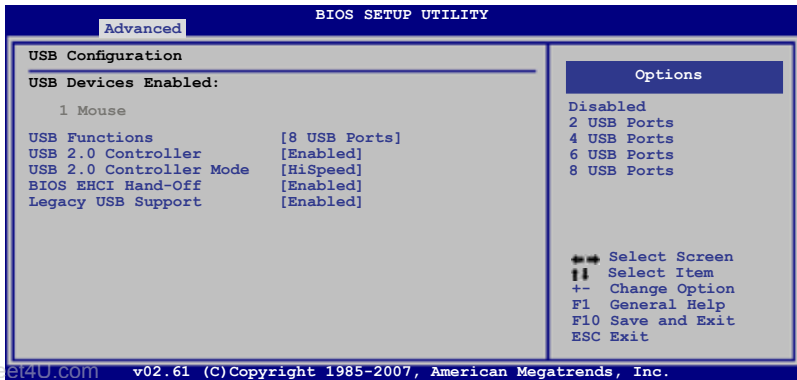 BIOS SETUP UTILITY
Advanced
USB Configuration
USB Devices Enabled:
1 Mouse
USB Functions [8 USB Ports]
USB 2.0 Controller [Enabled]
USB 2.0 Controller Mode [HiSpeed]
BIOS EHCI Hand-Off [Enabled]
Legacy USB Support [Enabled]
Options
Disabled
2 USB Ports
4 USB Ports
6 USB Ports
8 USB Ports
Select Screen
Select Item
+- Change Option
F1 General Help
F10 Save and Exit
ESC Exit
et4U.com
v02.61 (C)Copyright 1985-2007, American Megatrends, Inc.